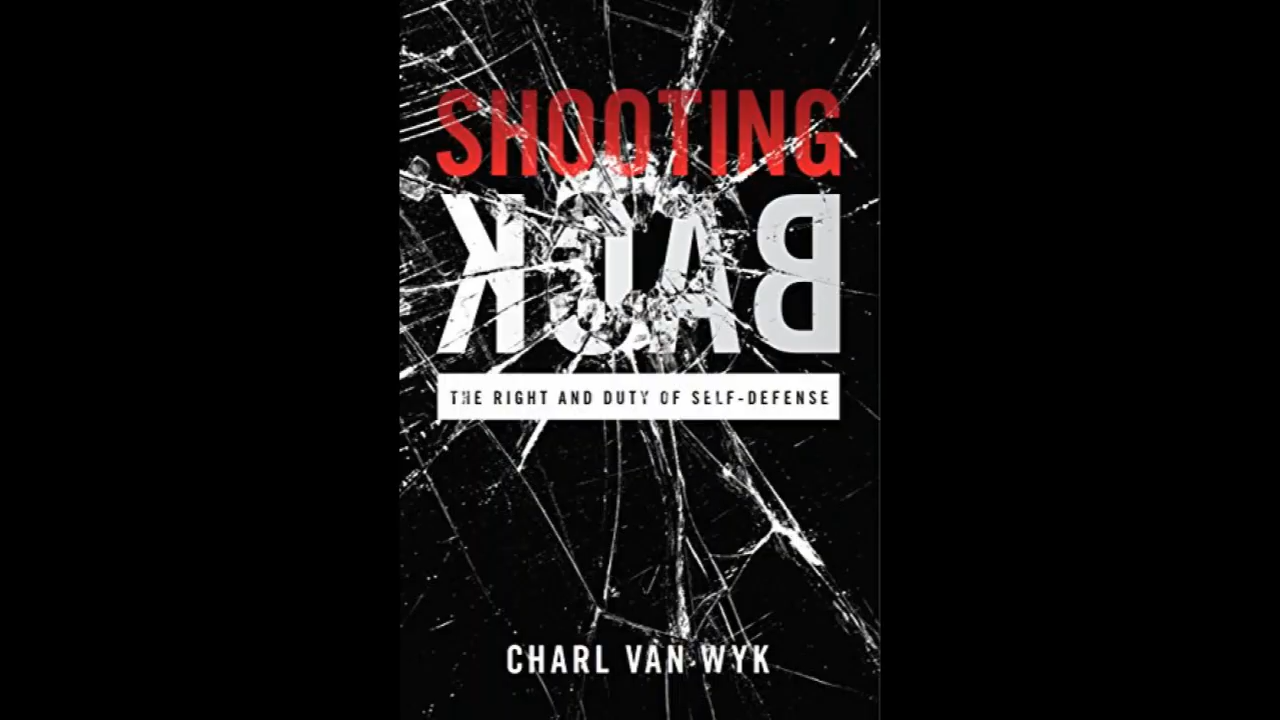 SHOOTING
BACK
THE RIGHT AND DUTY OF SELF-DEFENSE
CHARL VAN WYK